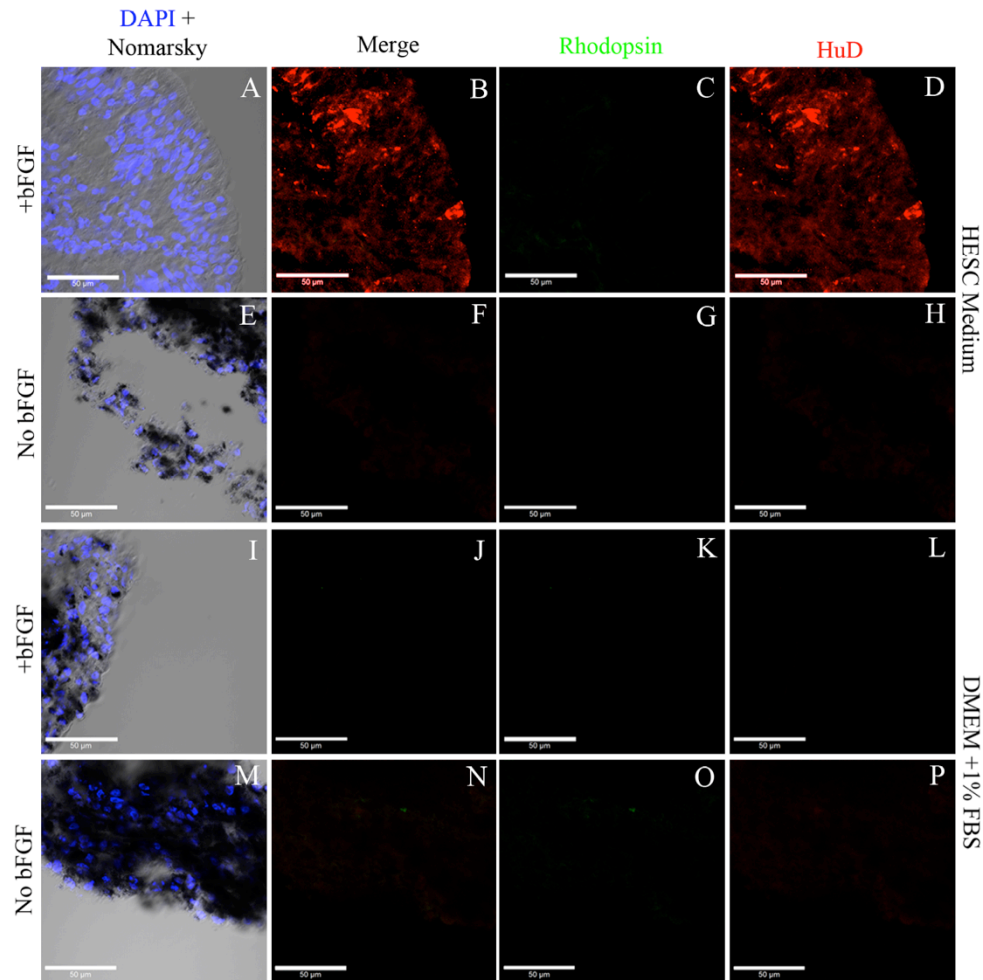 DAPI +
Nomarsky
Merge
Rhodopsin
HuD
+bFGF
A
B
C
D
50 µm
50 µm
50 µm
50 µm
HESC Medium
No bFGF
E
F
G
H
50 µm
50 µm
50 µm
50 µm
+bFGF
I
J
K
L
50 µm
50 µm
50 µm
50 µm
DMEM +1% FBS
No bFGF
M
N
O
P
50 µm
50 µm
50 µm
50 µm